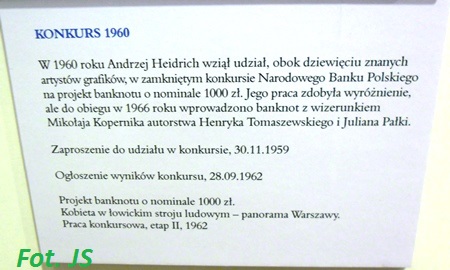 KONKURS 1960
W 1960 roku Andrzej Heidrich wziął udział, obok dziewięciu znanych
artystów grafików, w zamkniętym konkursie Narodowego Banku Polskiego
na projekt banknotu o nominale 1000 zł. Jego praca zdobyła wyróżnienie,
ale do obiegu w 1966 roku wprowadzono banknot z wizerunkiem
Mikołaja Kopernika autorstwa Henryka Tomaszewskiego i Juliana Pałki.
Zaproszenie do udziału w konkursie, 30.11.1959
Ogłoszenie wyników konkursu, 28.09.1962
Projekt banknotu o nominale 1000 zł.
Kobieta w łowickim stroju ludowym – panorama Warszawy.
Praca konkursowa, etap II, 1962
Fot. JS